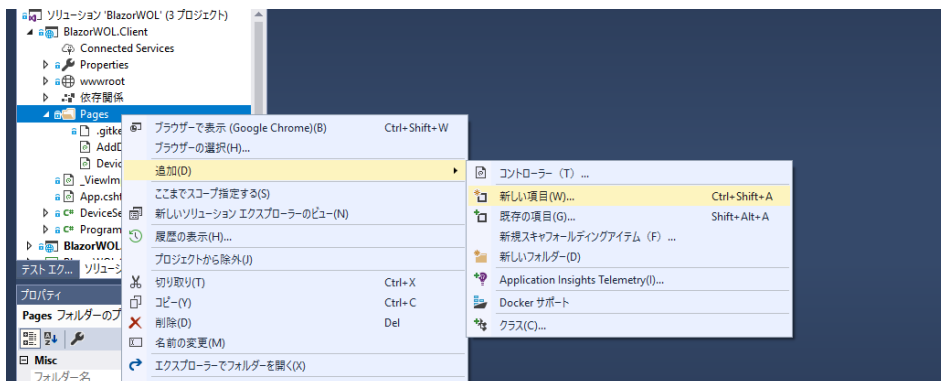 ソリューション 'BlazorWOL' (3 プロジェクト)
BlazorWOL.Client
Connected Services
Properties
wwwroot
依存関係
Pages
.gitke
AddD
Devic
_ViewIm
App.csht
C# DeviceSe
C# Program
BlazorWOL
テスト エク...
ソリューシ
プロパティ
Pages フォルダーのプ
Misc
フォルダー名
ブラウザーで表示 (Google Chrome)(B) Ctrl+Shift+W
ブラウザーの選択(H)...
追加(D)
ここまでスコープ指定する(S)
新しいソリューション エクスプローラーのビュー(N)
履歴の表示(H)...
プロジェクトから除外(J)
切り取り(T) Ctrl+X
コピー(Y) Ctrl+C
削除(D) Del
名前の変更(M)
エクスプローラーでフォルダーを開く(X)
コントローラー（T）...
新しい項目(W)... Ctrl+Shift+A
既存の項目(G)... Shift+Alt+A
新規スキャフォールディングアイテム（F）...
新しいフォルダー(D)
Application Insights Telemetry(I)...
Docker サポート
クラス(C)...